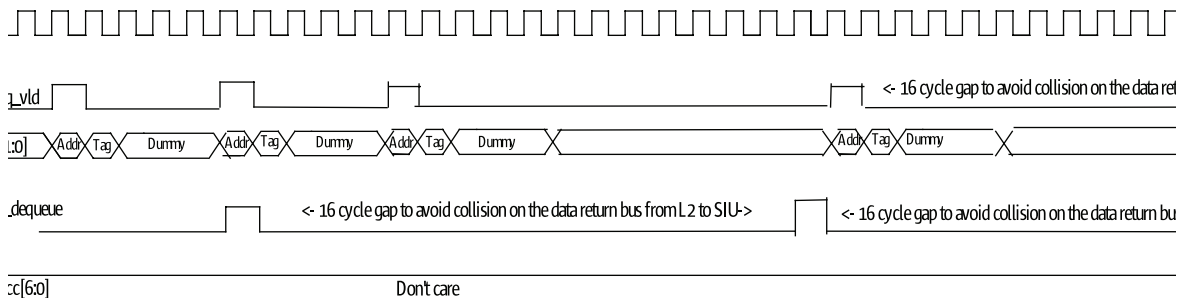 _vld
<- 16 cycle gap to avoid collision on the data ret
:0] Addr Tag Dummy Addr Tag Dummy Addr Tag Dummy Addr Tag Dummy
_dequeue <- 16 cycle gap to avoid collision on the data return bus from L2 to SIU-> <- 16 cycle gap to avoid collision on the data return bu
cc[6:0] Don't care